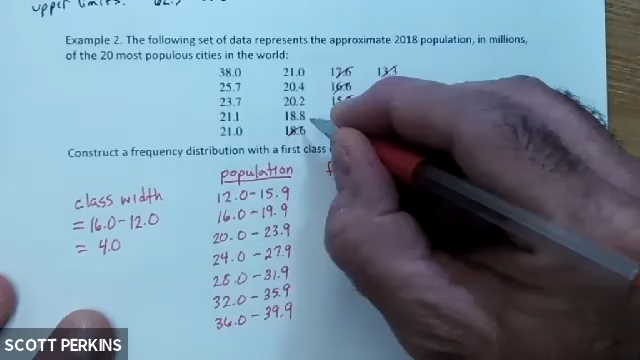 upper limits:
Example 2. The following set of data represents the approximate 2018 population, in millions,
of the 20 most populous cities in the world:
38.0 21.0 17.6 13.3
25.7 20.4 16.6
23.7 20.2
21.1 18.8
21.0 18.6
Construct a frequency distribution with a first class
population f
class width 12.0-15.9
= 16.0-12.0 16.0-19.9
= 4.0 20.0-23.9
24.0-27.9
28.0-31.9
32.0-35.9
36.0-39.9
SCOTT PERKINS